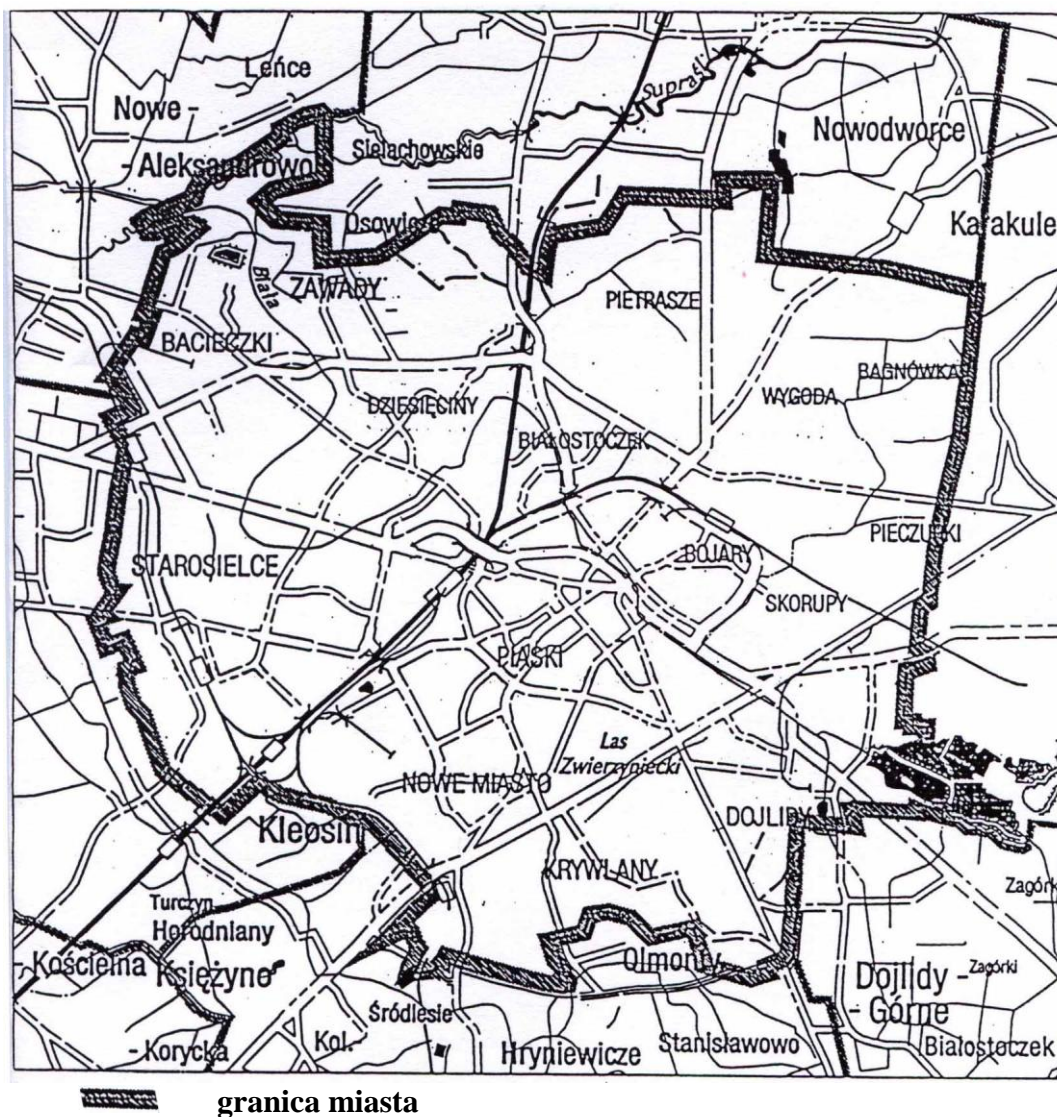 Leńce
Nowe -
Supraśl
Sielachowskie
Nowodworce
- Aleksandrowo
Osowicze
Karakule
Biała
ZAWADY
PIETRASZE
BACIECZKI
BAGNÓWKA
DZIESIĘCINY
WYGODA
BIAŁOSTOCZEK
PIECZURKI
BOJARY
STAROSIELCE
SKORUPY
PIASKI
Las
Zwierzyniecki
NOWE MIASTO
DOJLIDY
Kleosin
KRYWLANY
Zagórki
Turczyn
Horodniany
- Kościelna
Księżyno
Olmonty
Dojlidy - Zagórki
- Górne
Śródlesie
- Korycka
Kol.
Hryniewicze
Stanisławowo
Białostoczek
granica miasta